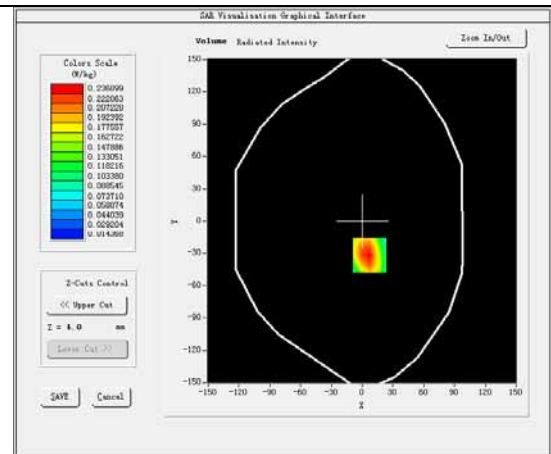 SAR Visualisation Graphical Interface
Volume Radiated Intensity
Zoom In/Out
Colors Scale
(W/kg)
0.236899
0.222063
0.207228
0.192392
0.177557
0.162722
0.147886
0.133051
0.118216
0.103380
0.088545
0.073710
0.058874
0.044039
0.029204
0.014368
Z-Cuts Control
<< Upper Cut
Z = 4.0 mm
Lower Cut >>
SAVE
Cancel
150
120
90
60
30
0
-30
-60
-90
-120
-150
Y
-150 -120 -90 -60 -30 0 30 60 90 120 150
X